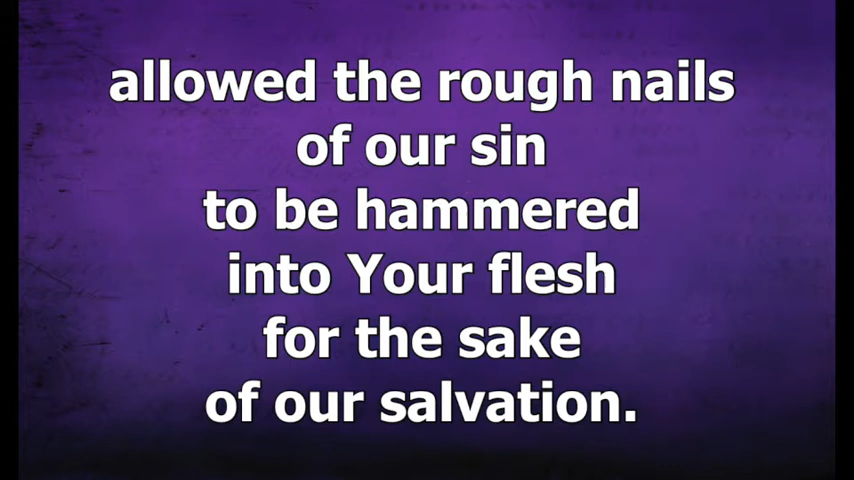 allowed the rough nails
of our sin
to be hammered
into Your flesh
for the sake
of our salvation.